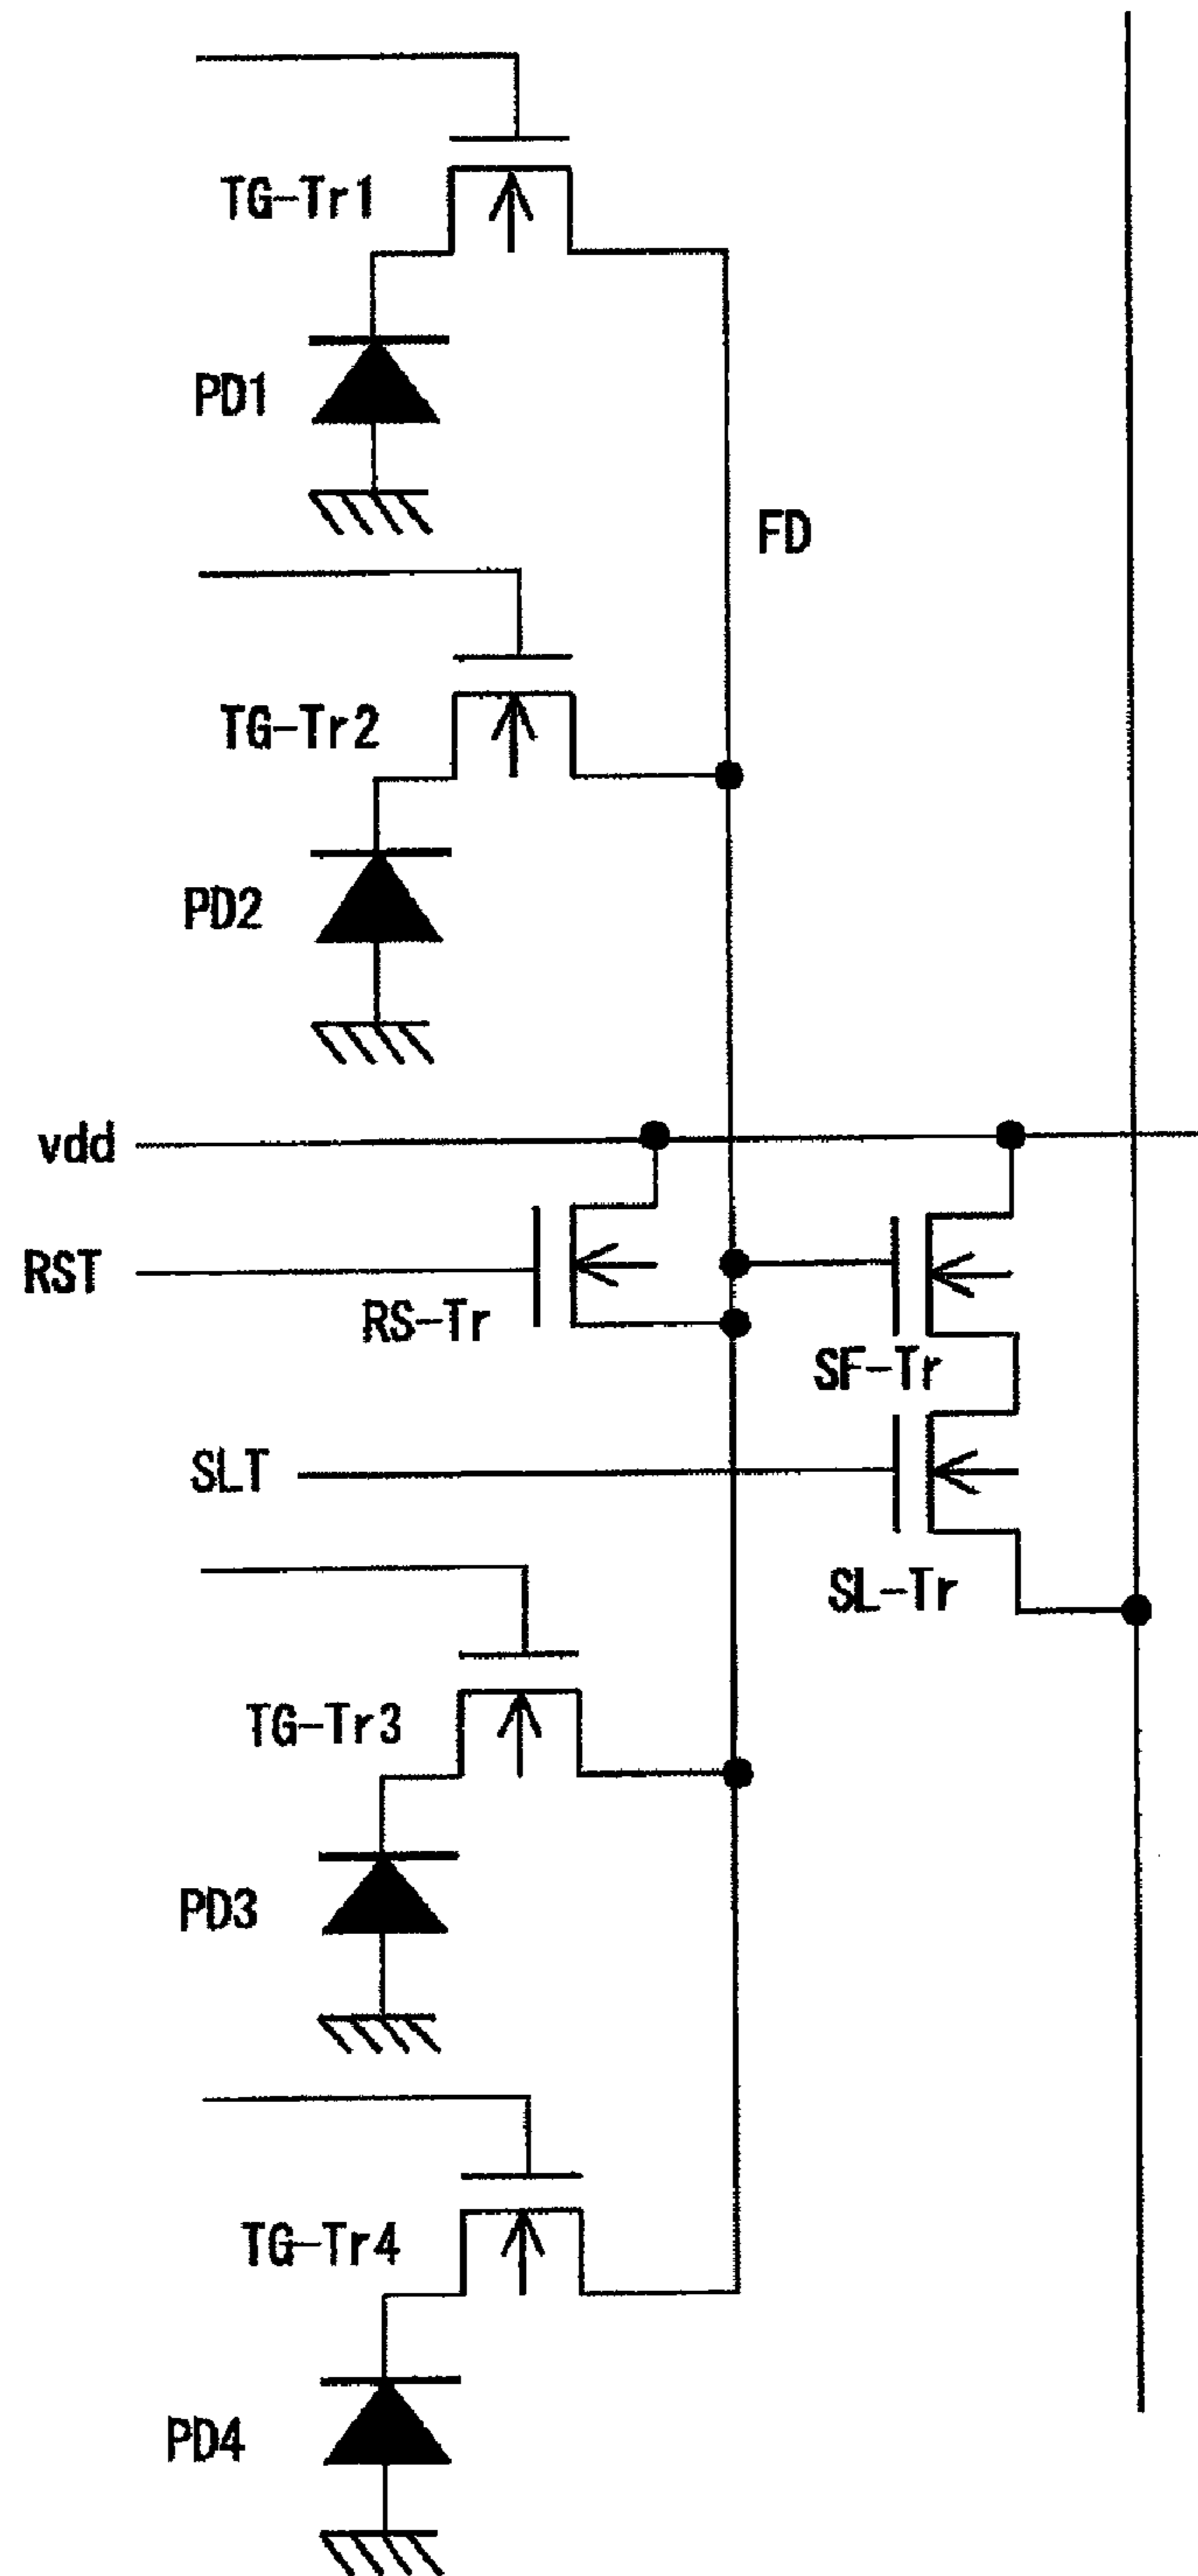 TG-Tr1
PD1
FD
TG-Tr2
PD2
vdd
RST
RS-Tr
SF-Tr
SLT
SL-Tr
TG-Tr3
PD3
TG-Tr4
PD4